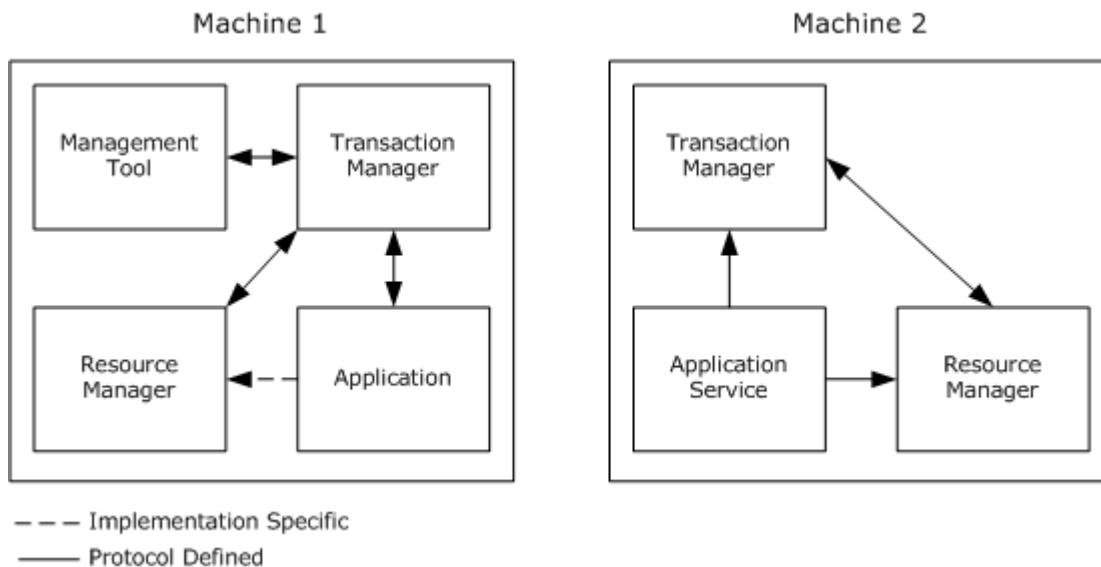 Machine 1
Machine 2
Management
Tool
Transaction
Manager
Resource
Manager
Application
Transaction
Manager
Application
Service
Resource
Manager
Implementation Specific
Protocol Defined